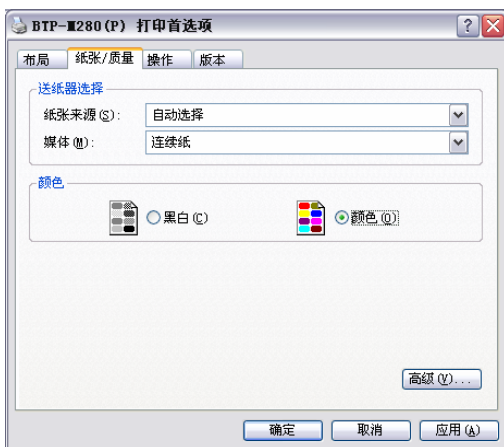 BTP-M280(P) 打印首选项
布局 纸张/质量 操作 版本
送纸器选择
纸张来源(S): 自动选择
媒体(M): 连续纸
颜色
黑白(C) 颜色(O)
高级(V)...
确定 取消 应用(A)